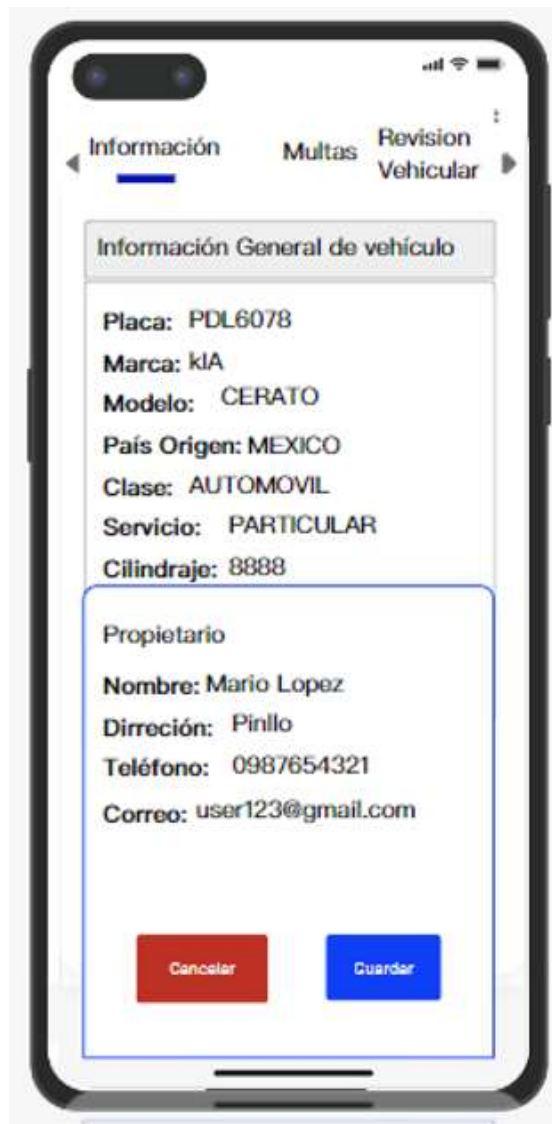 Información
Multas
Revision
Vehicular
Información General de vehículo
Placa: PDL6078
Marca: kIA
Modelo: CERATO
País Origen: MEXICO
Clase: AUTOMOVIL
Servicio: PARTICULAR
Cilindraje: 8888
Propietario
Nombre: Mario Lopez
Dirreción: Pinllo
Teléfono: 0987654321
Correo: user123@gmail.com
Cancelar
Guardar